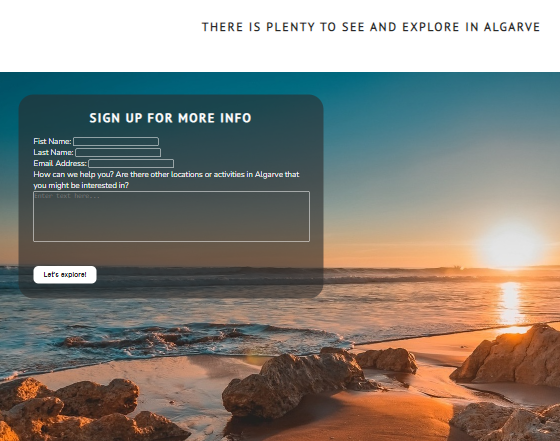 THERE IS PLENTY TO SEE AND EXPLORE IN ALGARVE
SIGN UP FOR MORE INFO
Fist Name:
Last Name:
Email Address:
How can we help you? Are there other locations or activities in Algarve that
you might be interested in?
Enter text here...
Let's explore!